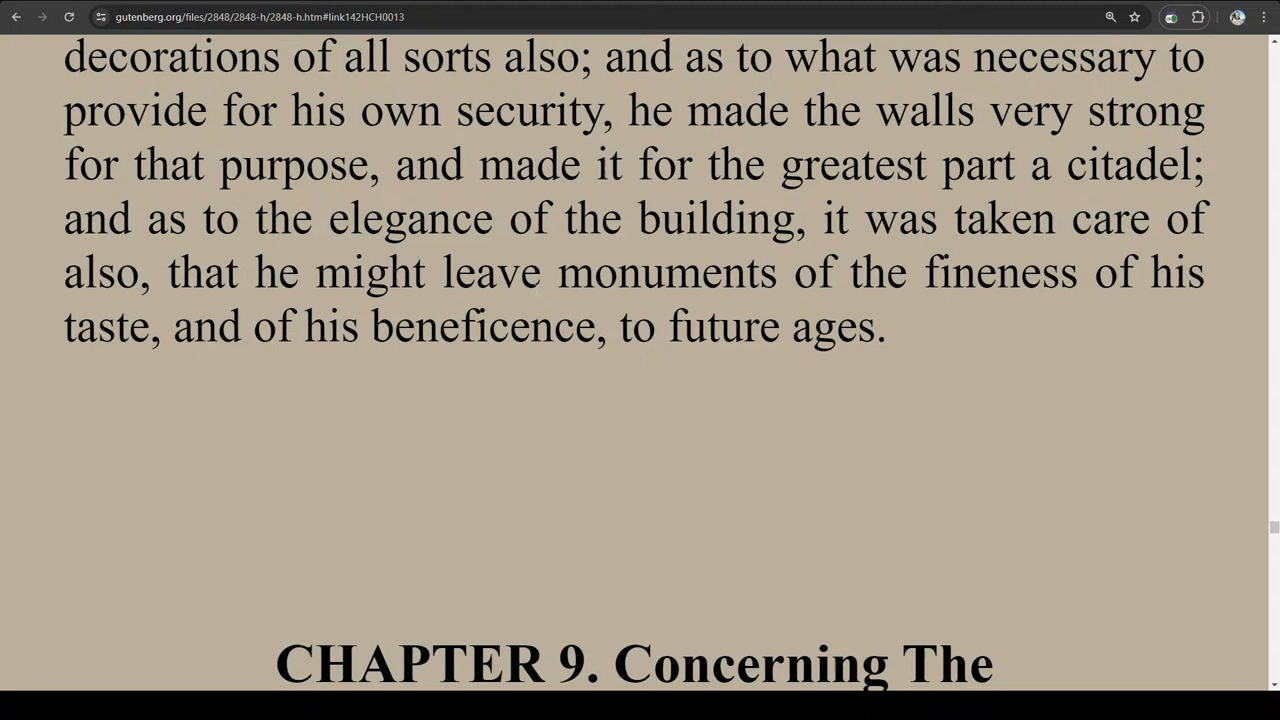 gutenberg.org/files/2848/2848-h/2848-h.htm#link142HCH0013
decorations of all sorts also; and as to what was necessary to
provide for his own security, he made the walls very strong
for that purpose, and made it for the greatest part a citadel;
and as to the elegance of the building, it was taken care of
also, that he might leave monuments of the fineness of his
taste, and of his beneficence, to future ages.
CHAPTER 9. Concerning The